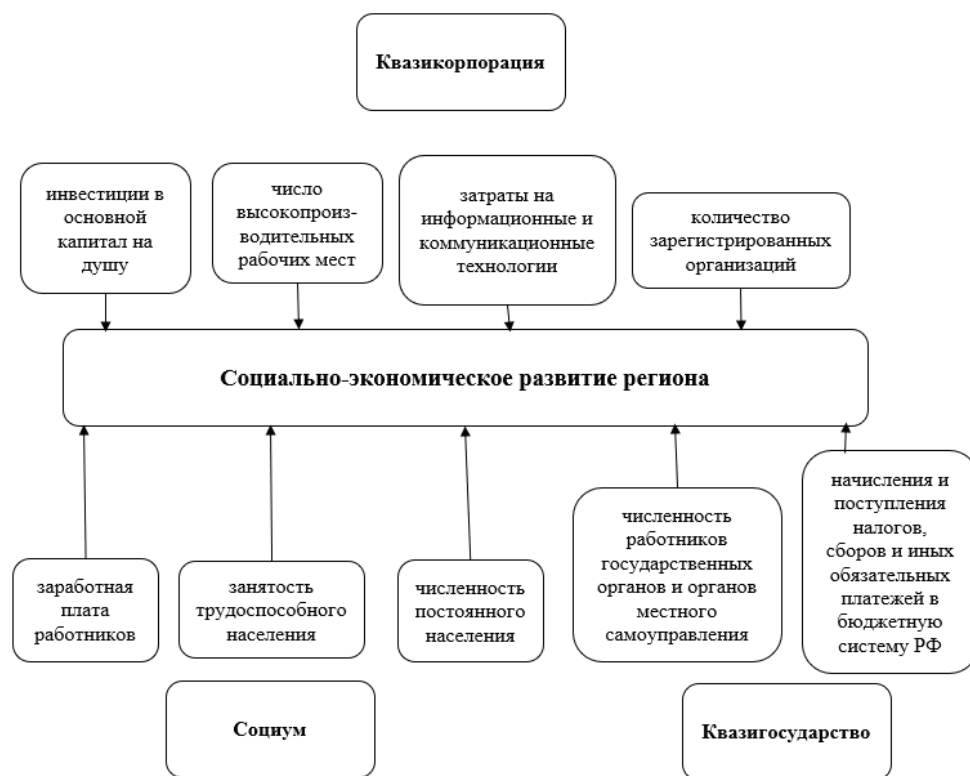 Квазикорпорация
инвестиции в
основной
капитал на
душу
число
высокопроиз-
водительных
рабочих мест
затраты на
информационные и
коммуникационные
технологии
количество
зарегистрированных
организаций
Социально-экономическое развитие региона
заработная
плата
работников
занятость
трудоспособного
населения
численность
постоянного
населения
численность
работников
государственных
органов и органов
местного
самоуправления
начисления и
поступления
налогов,
сборов и иных
обязательных
платежей в
бюджетную
систему РФ
Социум
Квазигосударство